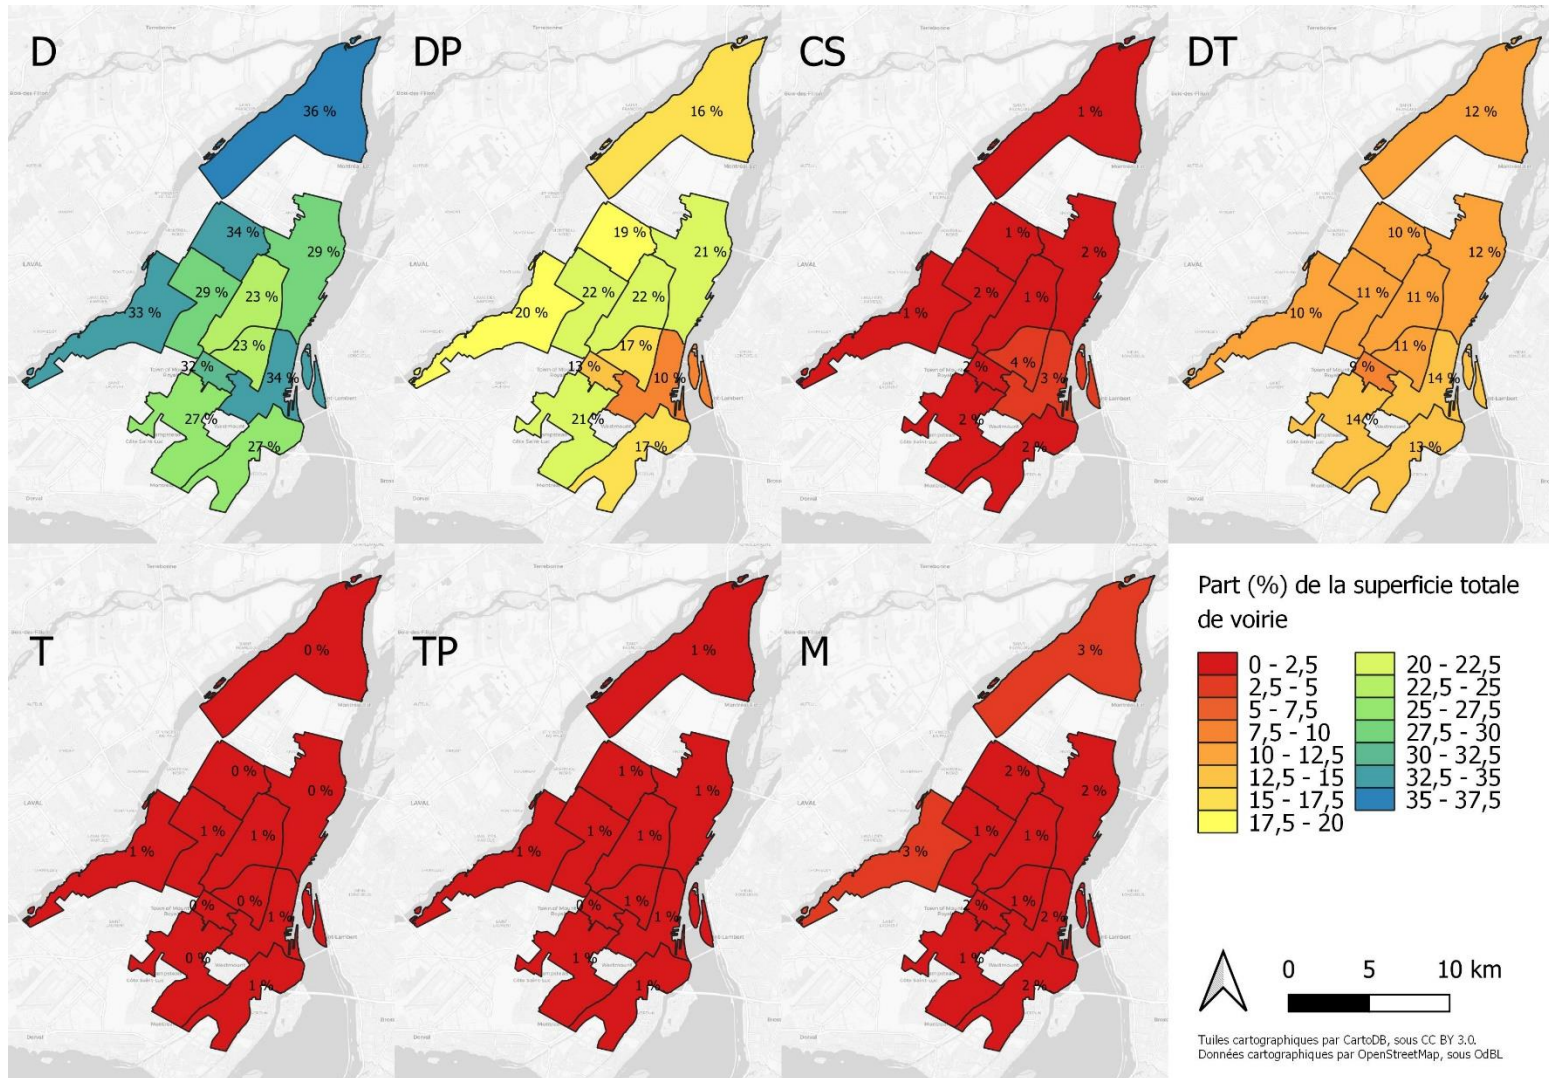 D
DP
CS
DT
36 %
16 %
1 %
12 %
34 %
29 %
29 %
23 %
33 %
23 %
32 %
34 %
27 %
27 %
19 %
21 %
22 %
22 %
20 %
17 %
13 %
10 %
21 %
17 %
1 %
2 %
2 %
1 %
1 %
4 %
2 %
3 %
2 %
2 %
10 %
12 %
11 %
11 %
10 %
11 %
9 %
14 %
14 %
13 %
T
TP
M
0 %
1 %
3 %
0 %
0 %
1 %
1 %
1 %
0 %
0 %
1 %
0 %
1 %
1 %
1 %
1 %
1 %
1 %
1 %
0 %
1 %
1 %
1 %
2 %
2 %
1 %
1 %
3 %
1 %
2 %
2 %
1 %
2 %
Part (%) de la superficie totale
de voirie
0 - 2,5
2,5 - 5
5 - 7,5
7,5 - 10
10 - 12,5
12,5 - 15
15 - 17,5
17,5 - 20
20 - 22,5
22,5 - 25
25 - 27,5
27,5 - 30
30 - 32,5
32,5 - 35
35 - 37,5
0 5 10 km
Tuiles cartographiques par CartoDB, sous CC BY 3.0.
Données cartographiques par OpenStreetMap, sous OdBL